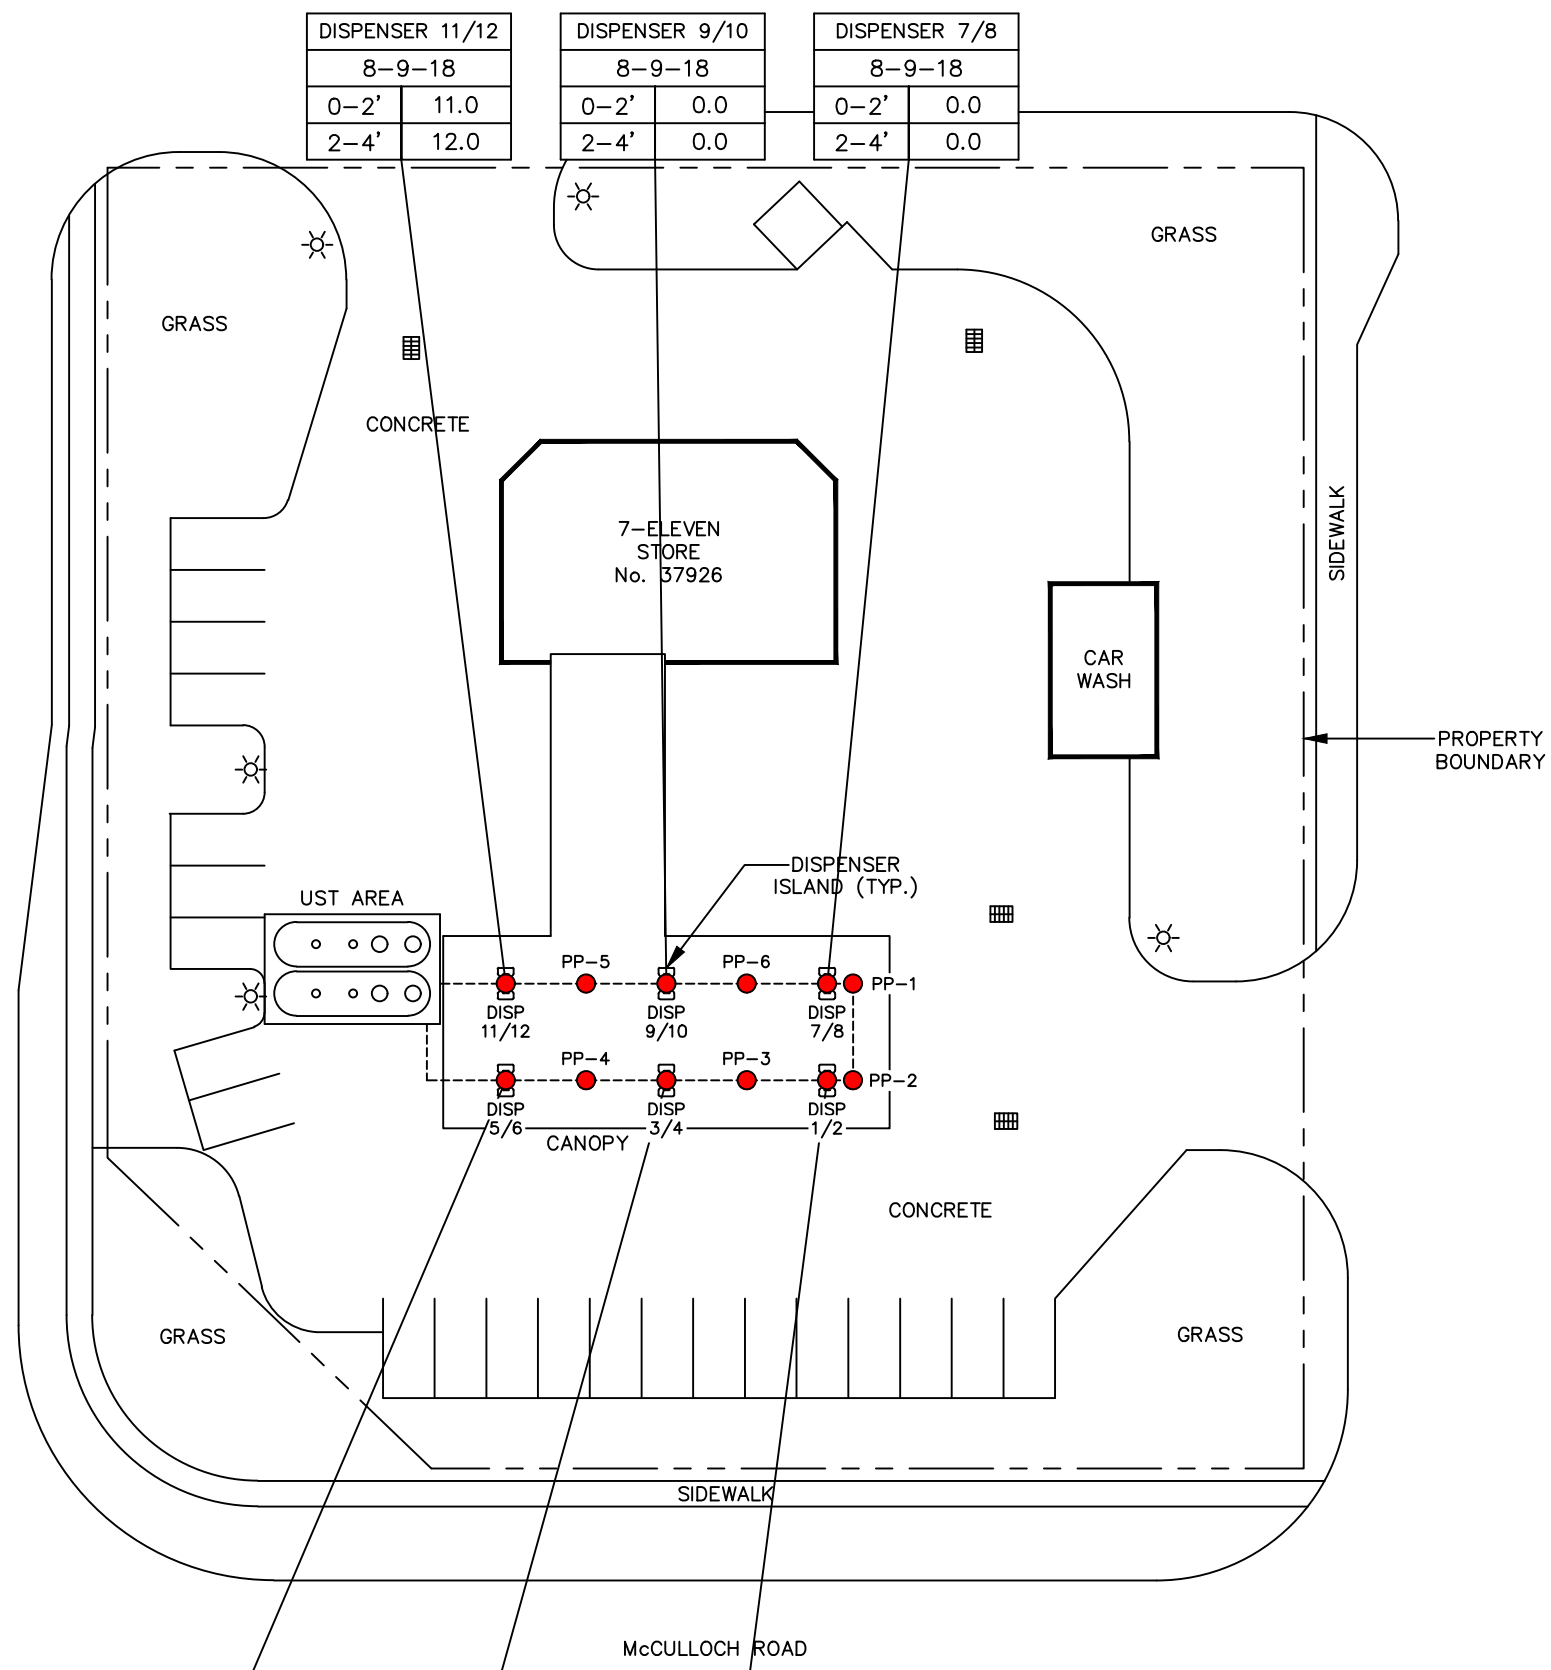 DISPENSER 11/12
8-9-18
0-2' 11.0
2-4' 12.0
DISPENSER 9/10
8-9-18
0-2' 0.0
2-4' 0.0
DISPENSER 7/8
8-9-18
0-2' 0.0
2-4' 0.0
GRASS
GRASS
CONCRETE
7-ELEVEN
STORE
No. 37926
SIDEWALK
CAR
WASH
PROPERTY
BOUNDARY
DISPENSER
ISLAND (TYP.)
UST AREA
PP-5
PP-6
PP-1
DISP
11/12
DISP
9/10
DISP
7/8
PP-4
PP-3
PP-2
DISP
5/6
DISP
3/4
DISP
1/2
CANOPY
CONCRETE
GRASS
GRASS
SIDEWALK
McCULLOCH ROAD